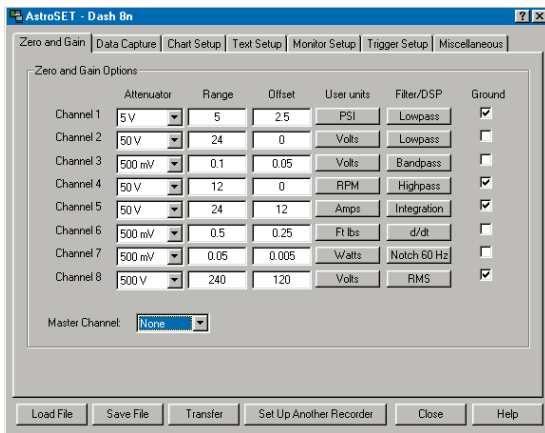 AstroSET - Dash 8n
Zero and Gain Data Capture Chart Setup Text Setup Monitor Setup Trigger Setup Miscellaneous
Zero and Gain Options
Attenuator Range Offset User units Filter/DSP Ground
Channel 1 5 V 5 2.5 PSI Lowpass
Channel 2 50 V 24 0 Volts Lowpass
Channel 3 500 mV 0.1 0.05 Volts Bandpass
Channel 4 50 V 12 0 RPM Highpass
Channel 5 50 V 24 12 Amps Integration
Channel 6 500 mV 0.5 0.25 Ft lbs d/dt
Channel 7 500 mV 0.05 0.005 Watts Notch 60 Hz
Channel 8 500 V 240 120 Volts RMS
Master Channel: None
Load File Save File Transfer Set Up Another Recorder Close Help